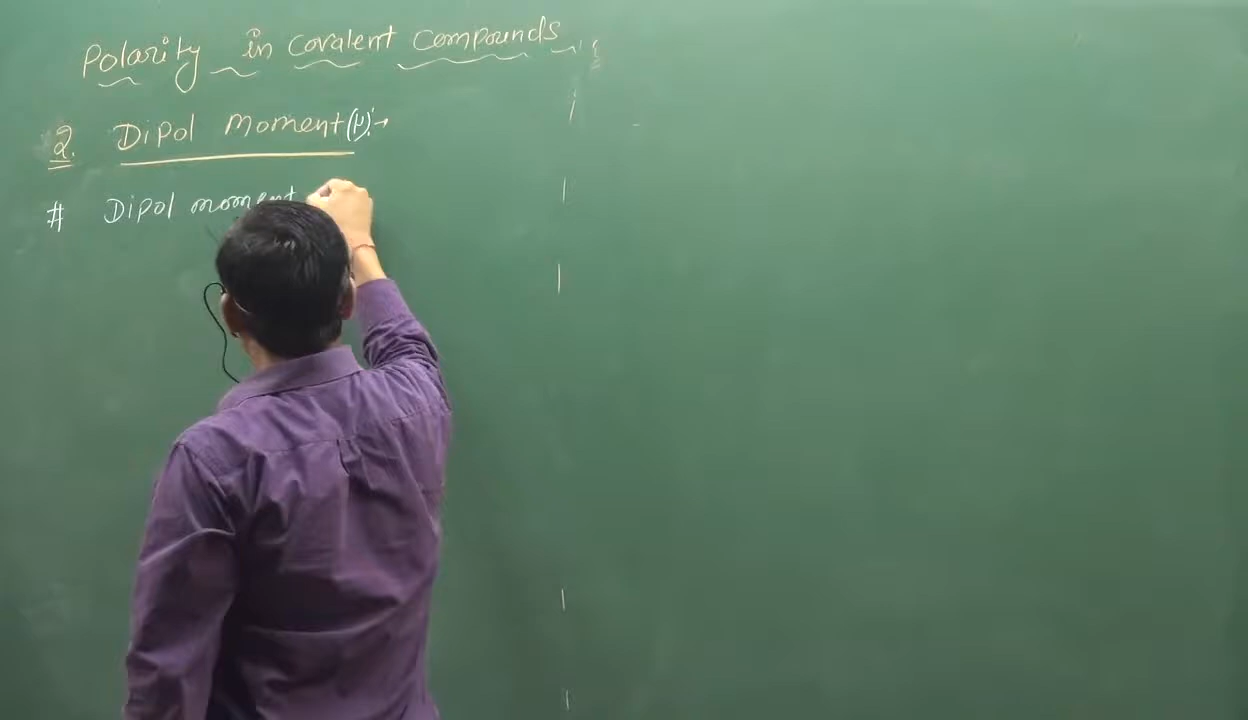 Polarity in covalent compounds
2. Dipol moment (μ):→
# Dipol moment